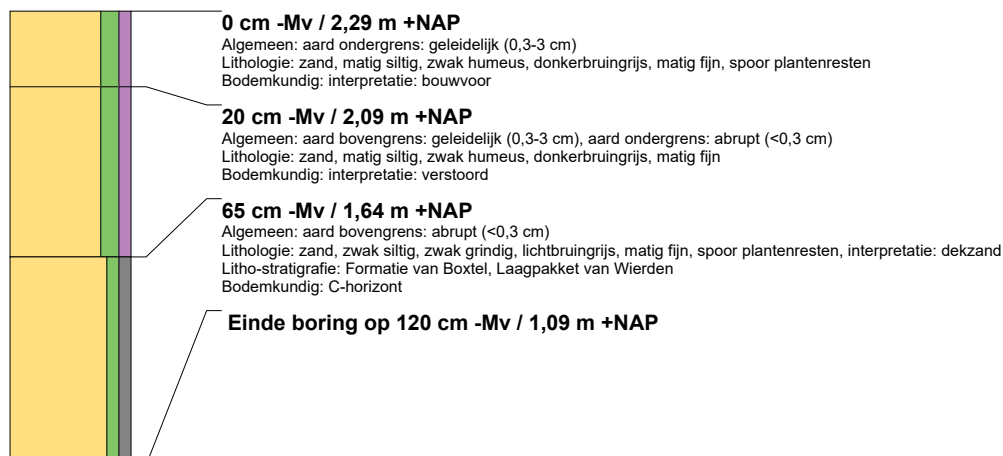 0 cm -Mv / 2,29 m +NAP
Algemeen: aard ondergrens: geleidelijk (0,3-3 cm)
Lithologie: zand, matig siltig, zwak humeus, donkerbruingrijs, matig fijn, spoor plantenresten
Bodemkundig: interpretatie: bouwvoor
20 cm -Mv / 2,09 m +NAP
Algemeen: aard bovengrens: geleidelijk (0,3-3 cm), aard ondergrens: abrupt (<0,3 cm)
Lithologie: zand, matig siltig, zwak humeus, donkerbruingrijs, matig fijn
Bodemkundig: interpretatie: verstoord
65 cm -Mv / 1,64 m +NAP
Algemeen: aard bovengrens: abrupt (<0,3 cm)
Lithologie: zand, zwak siltig, zwak grindig, lichtbruingrijs, matig fijn, spoor plantenresten, interpretatie: dekzand
Litho-stratigrafie: Formatie van Boxtel, Laagpakket van Wierden
Bodemkundig: C-horizont
Einde boring op 120 cm -Mv / 1,09 m +NAP